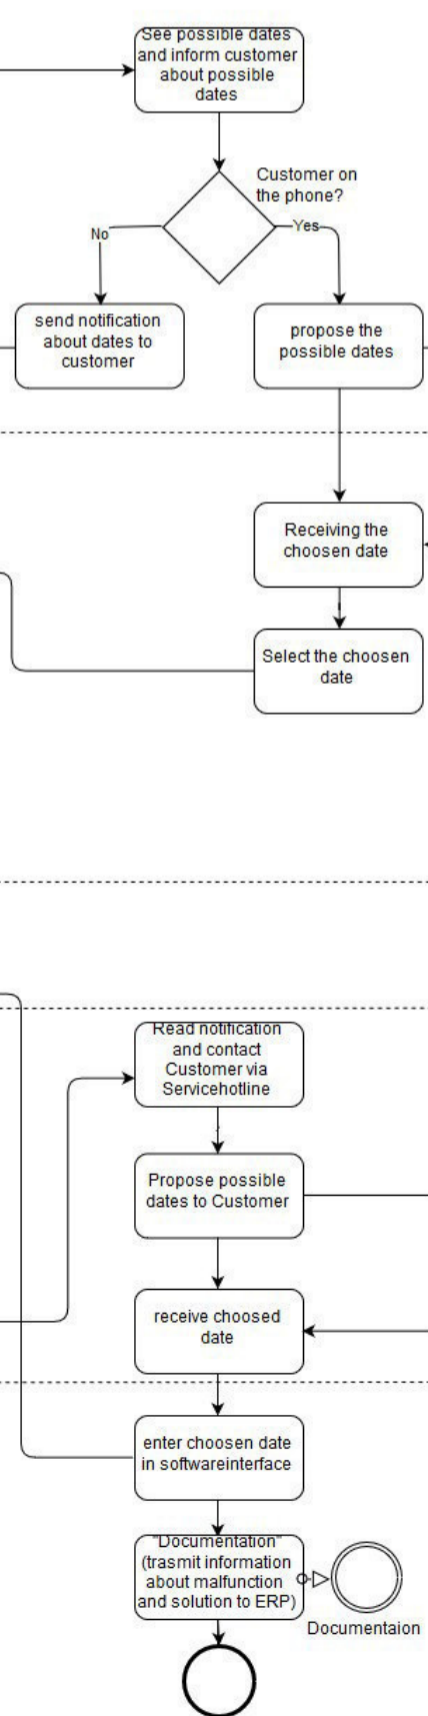 See possible dates
and inform customer
about possible
dates
Customer on
the phone?
No
Yes
send notification
about dates to
customer
propose the
possible dates
Receiving the
choosen date
Select the choosen
date
Read notification
and contact
Customer via
Servicehotline
Propose possible
dates to Customer
receive choosed
date
enter choosen date
in softwareinterface
"Documentation"
(trasmit information
about malfunction
and solution to ERP)
Documentaion